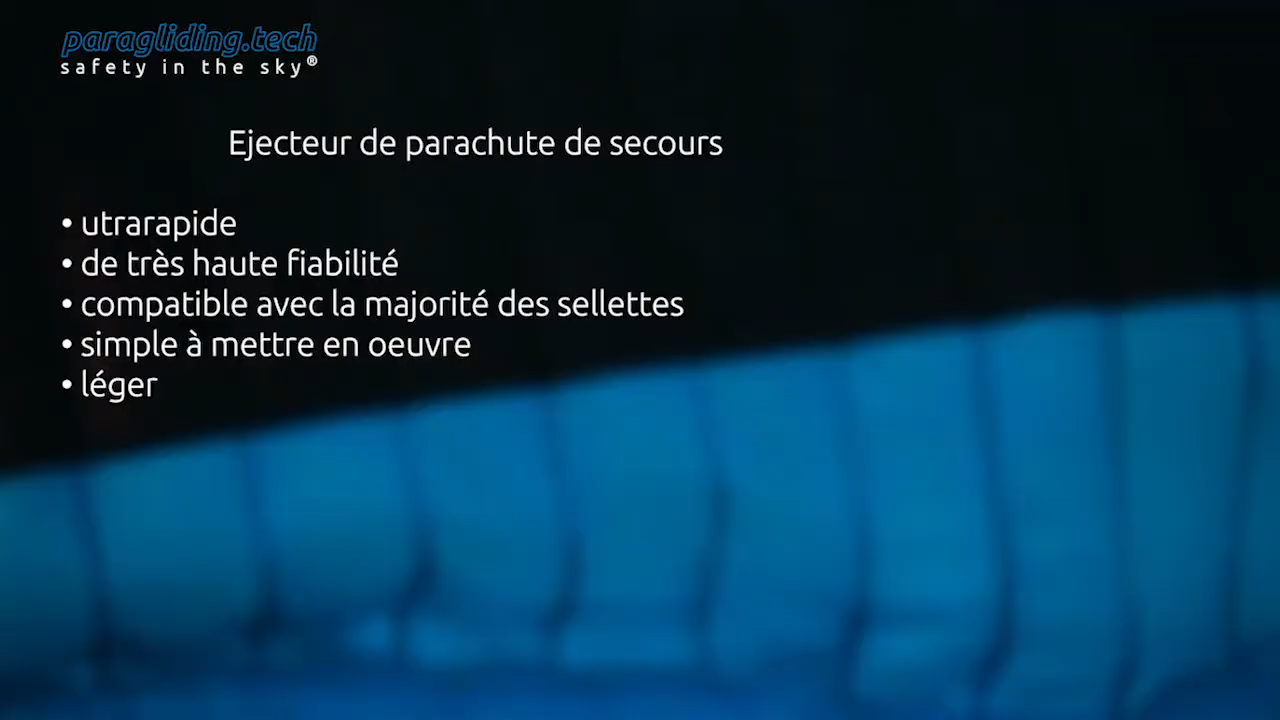 paragliding.tech
safety in the sky®
Ejecteur de parachute de secours
• utrarapide
• de très haute fiabilité
• compatible avec la majorité des sellettes
• simple à mettre en oeuvre
• léger